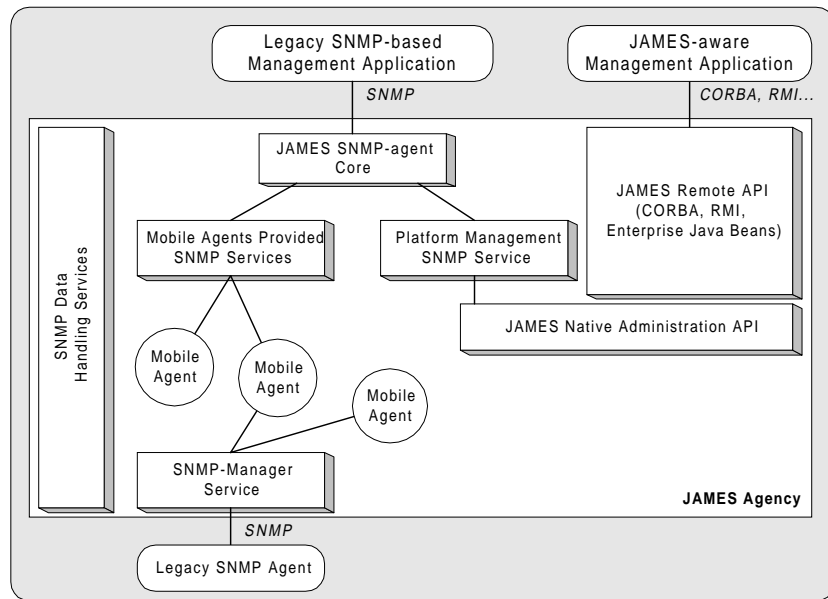 Legacy SNMP-based
Management Application
JAMES-aware
Management Application
SNMP
CORBA, RMI...
JAMES SNMP-agent
Core
JAMES Remote API
(CORBA, RMI,
Enterprise Java Beans)
Mobile Agents Provided
SNMP Services
Platform Management
SNMP Service
SNMP Data
Handling Services
JAMES Native Administration API
Mobile
Agent
Mobile
Agent
Mobile
Agent
SNMP-Manager
Service
JAMES Agency
SNMP
Legacy SNMP Agent